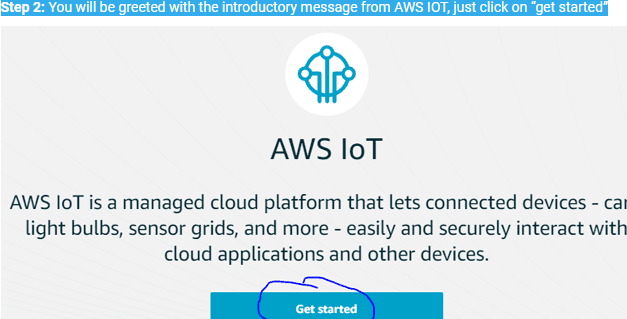 Step 2: You will be greeted with the introductory message from AWS IOT, just click on “get started”
AWS IoT
AWS IoT is a managed cloud platform that lets connected devices - car
light bulbs, sensor grids, and more - easily and securely interact with
cloud applications and other devices.
Get started